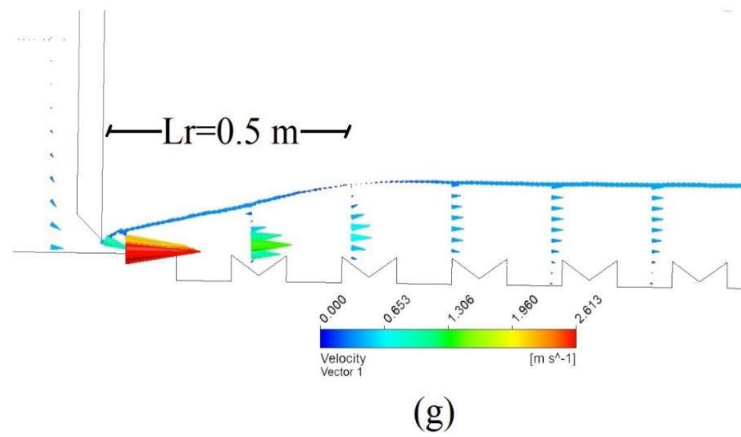 Lr=0.5 m
0.000
0.653
1.306
1.960
2.613
Velocity
Vector 1
[m s^-1]
(g)